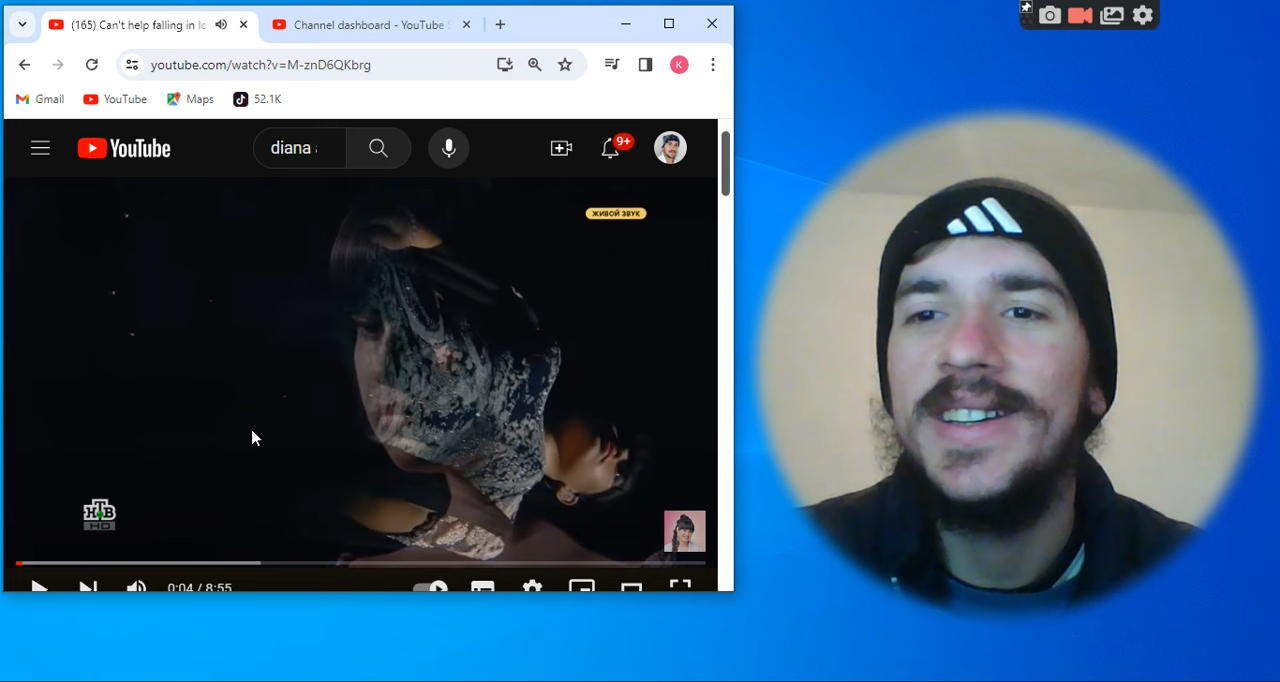 (165) Can't help falling in lo
Channel dashboard - YouTube S
youtube.com/watch?v=M-znD6QKbrg
K
Gmail
YouTube
Maps
52.1K
YouTube
diana
9+
ЖИВОЙ ЗВУК
НТВ
HD
0:04 / 8:55